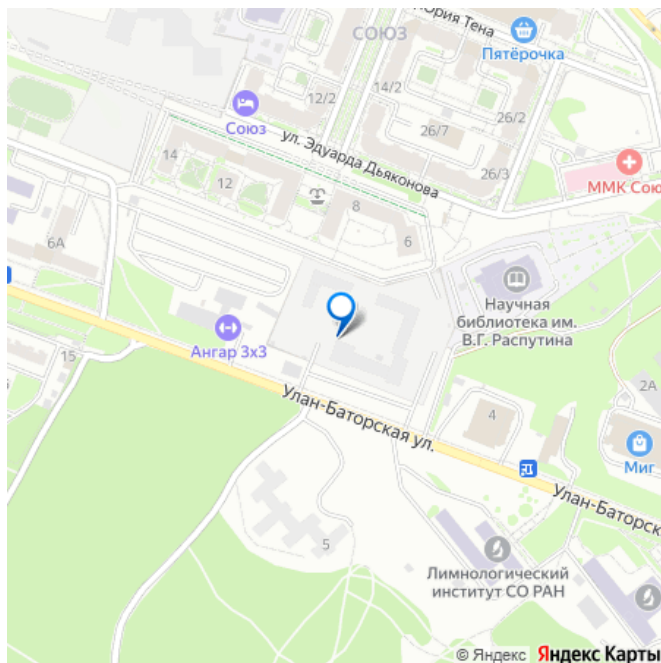 Юрия Тена
СОЮЗ
Пятёрочка
12/2
14/2
26/2
Союз
26/7
ул. Эдуарда Дьяконова
14
12
26/3
ММК Сою
8
6А
6
Научная
библиотека им.
В.Г. Распутина
Ангар 3х3
15
2А
4
Улан-Баторская ул.
Миг
Улан-Баторск
5
Лимнологический
институт СО РАН
© Яндекс Яндекс Карты